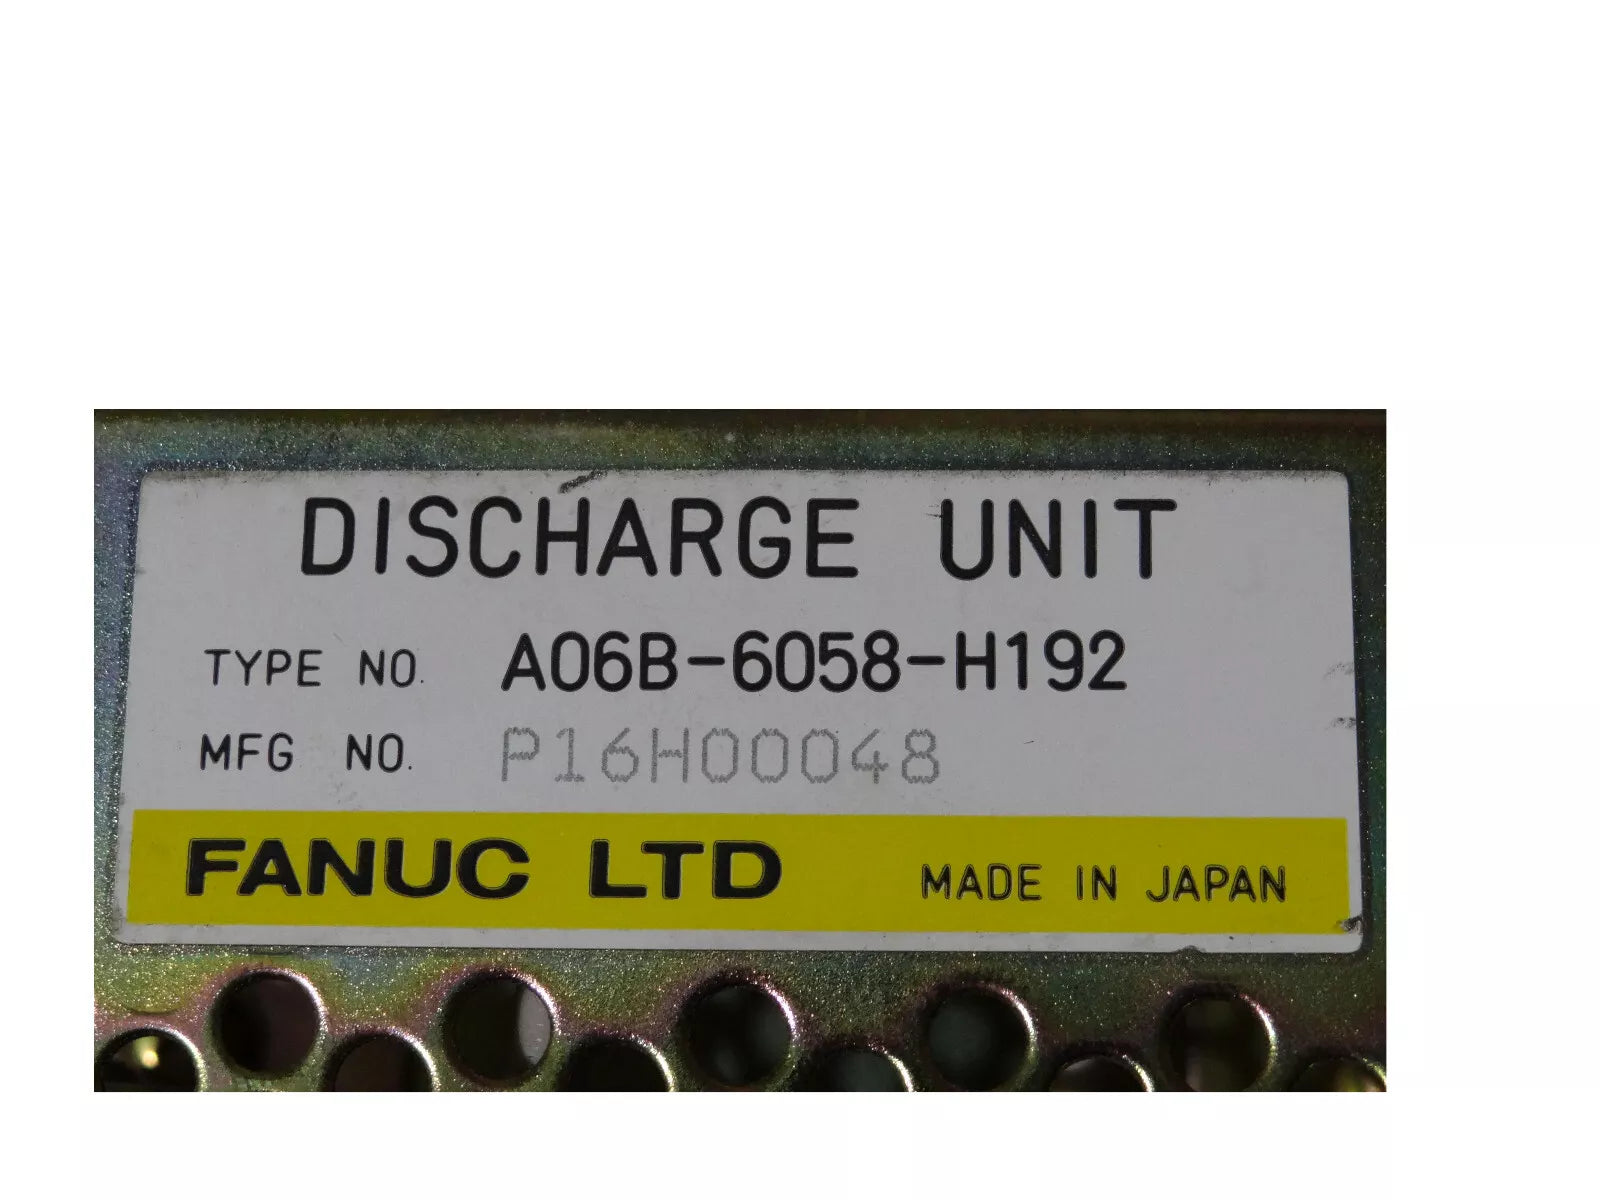 DISCHARGE UNIT
TYPE NO. A06B-6058-H192
MFG NO. P16H00048
FANUC LTD MADE IN JAPAN